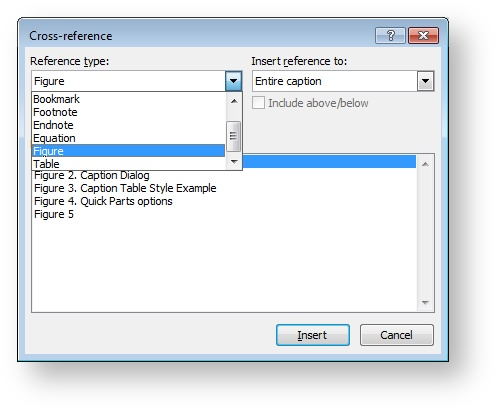 Cross-reference
Reference type:
Insert reference to:
Figure
Entire caption
Bookmark
Footnote
Endnote
Equation
Figure
Table
Include above/below
Figure 2. Caption Dialog
Figure 3. Caption Table Style Example
Figure 4. Quick Parts options
Figure 5
Insert
Cancel